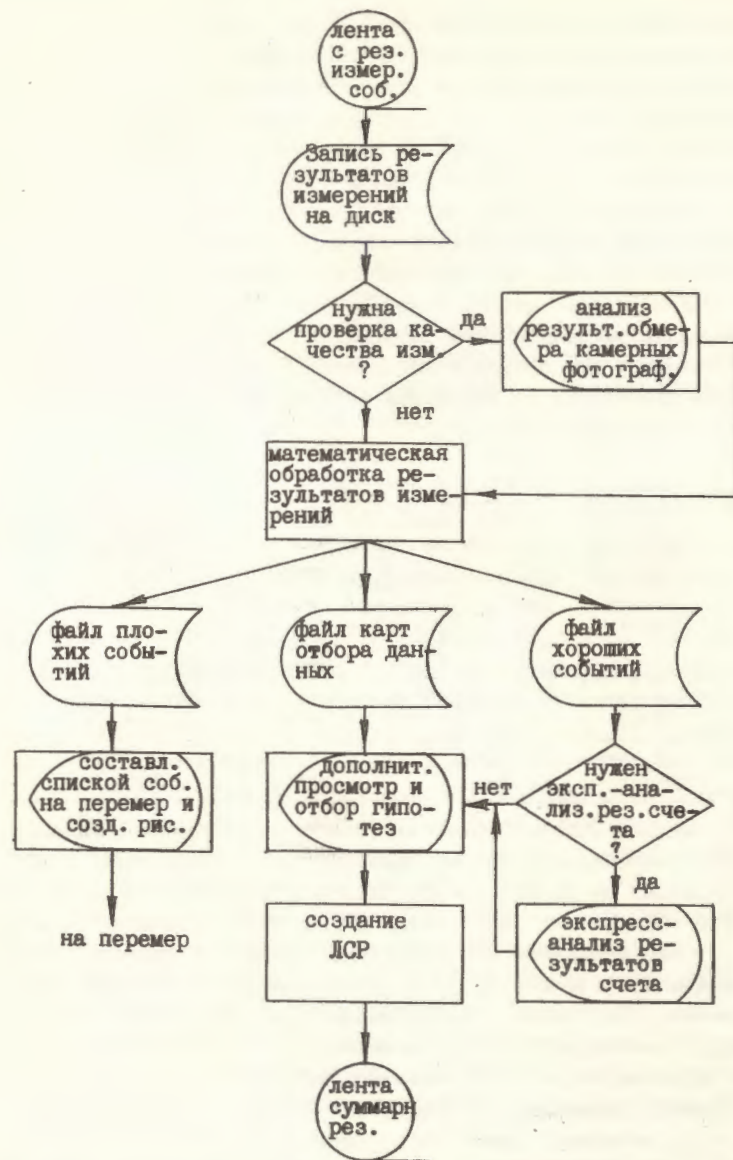 лента
с рез.
измер.
соб.
Запись ре-
зультатов
измерений
на диск
нужна
проверка ка-
чества изм.
?
да
анализ
результ.обме-
ра камерных
фотограф.
нет
математическая
обработка ре-
зультатов изме-
рений
файл пло-
хих собы-
тий
файл карт
отбора дан-
ных
файл
хороших
событий
составл.
спиской соб.
на перемер и
созд. рис.
дополнит.
просмотр и
отбор гипо-
тез
нет
нужен
эксп.-ана-
лиз.рез.сче-
та
?
да
на перемер
создание
ЛСР
экспресс-
анализ ре-
зультатов
счета
лента
суммарн
рез.